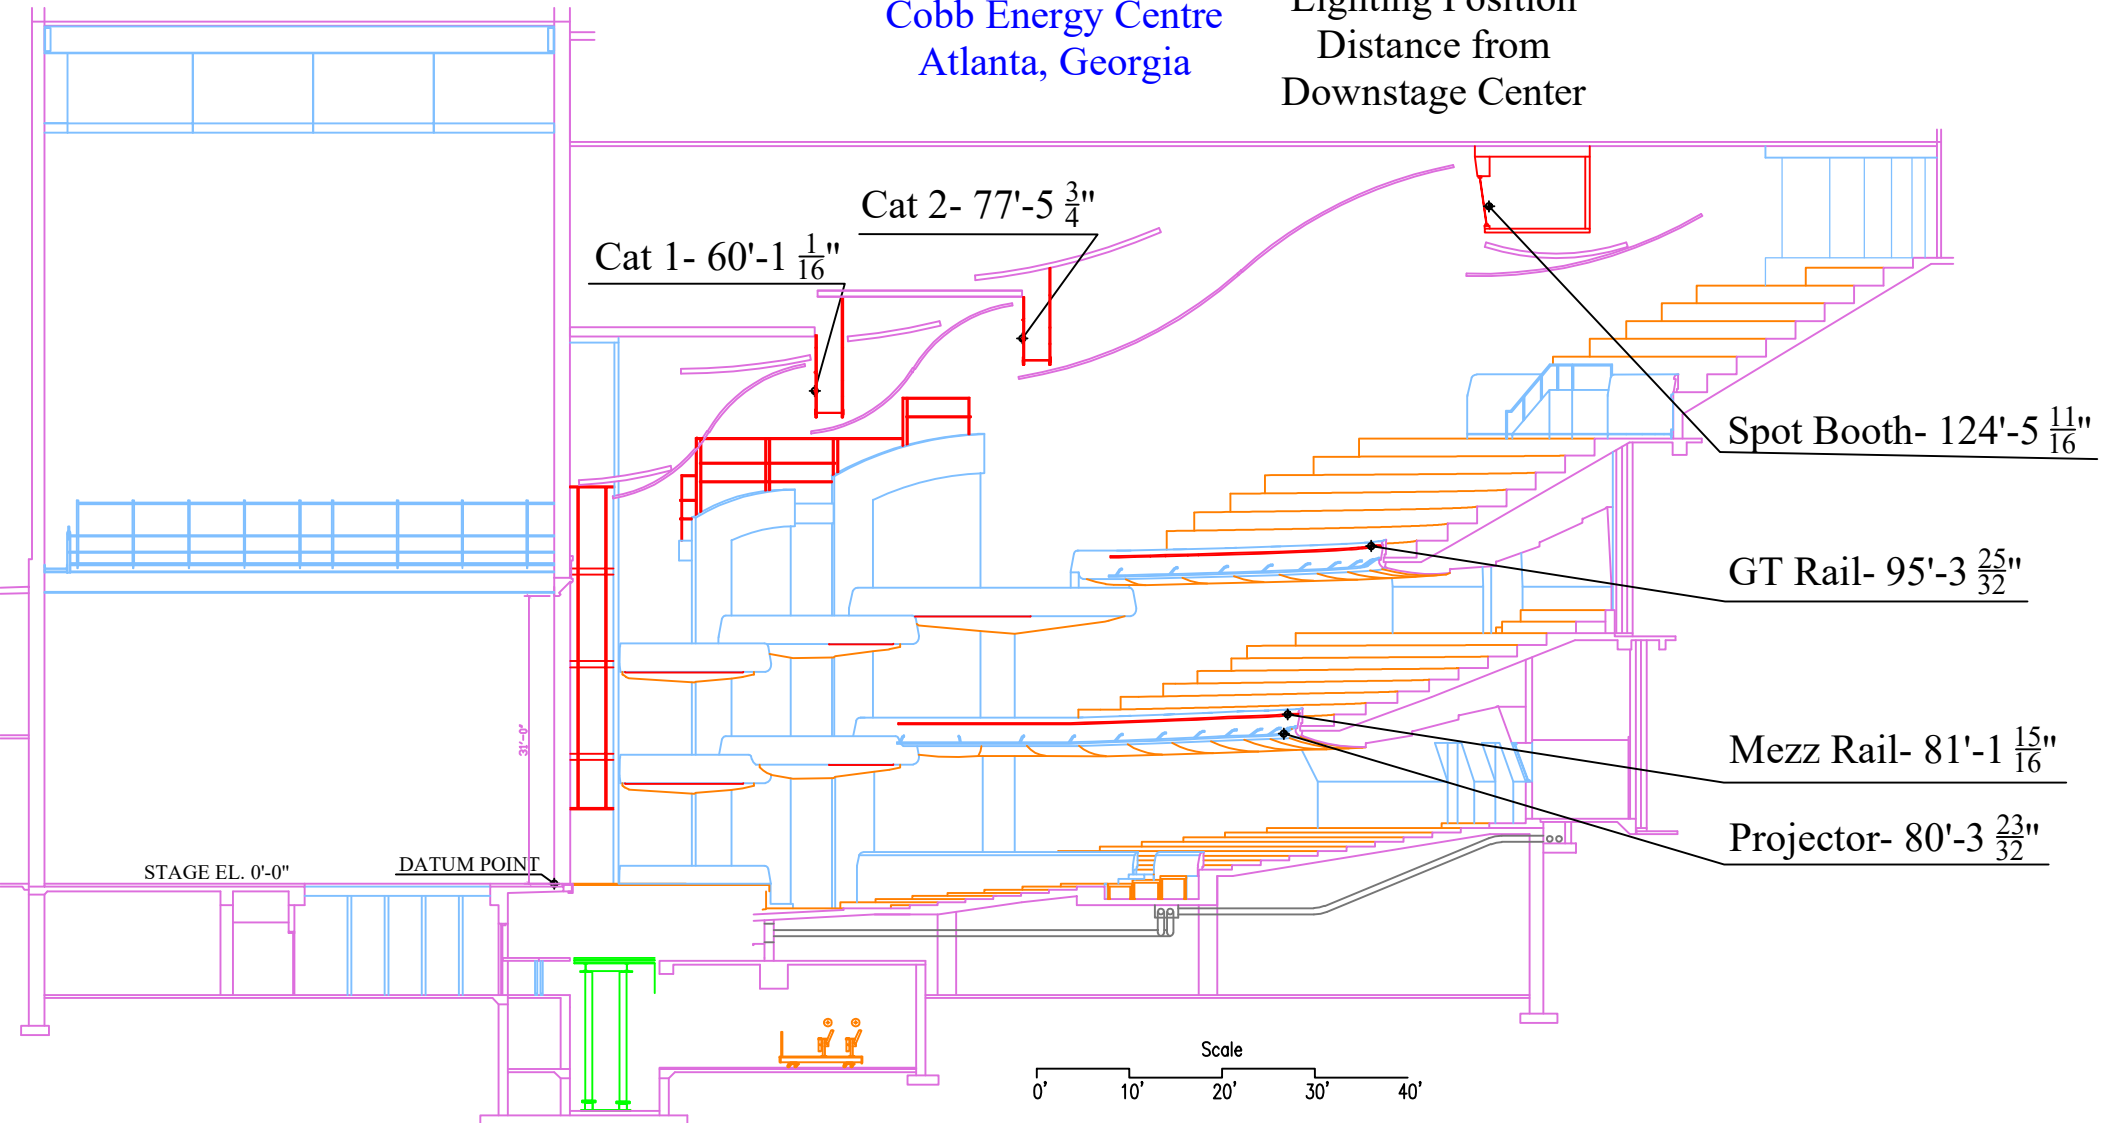 Cobb Energy Centre
Atlanta, Georgia
Lighting Position
Distance from
Downstage Center
Cat 2- 77'-5 3/4"
Cat 1- 60'-1 1/16"
Spot Booth- 124'-5 11/16"
GT Rail- 95'-3 25/32"
31'-0"
Mezz Rail- 81'-1 15/16"
Projector- 80'-3 23/32"
STAGE EL. 0'-0"
DATUM POINT
Scale
0' 10' 20' 30' 40'